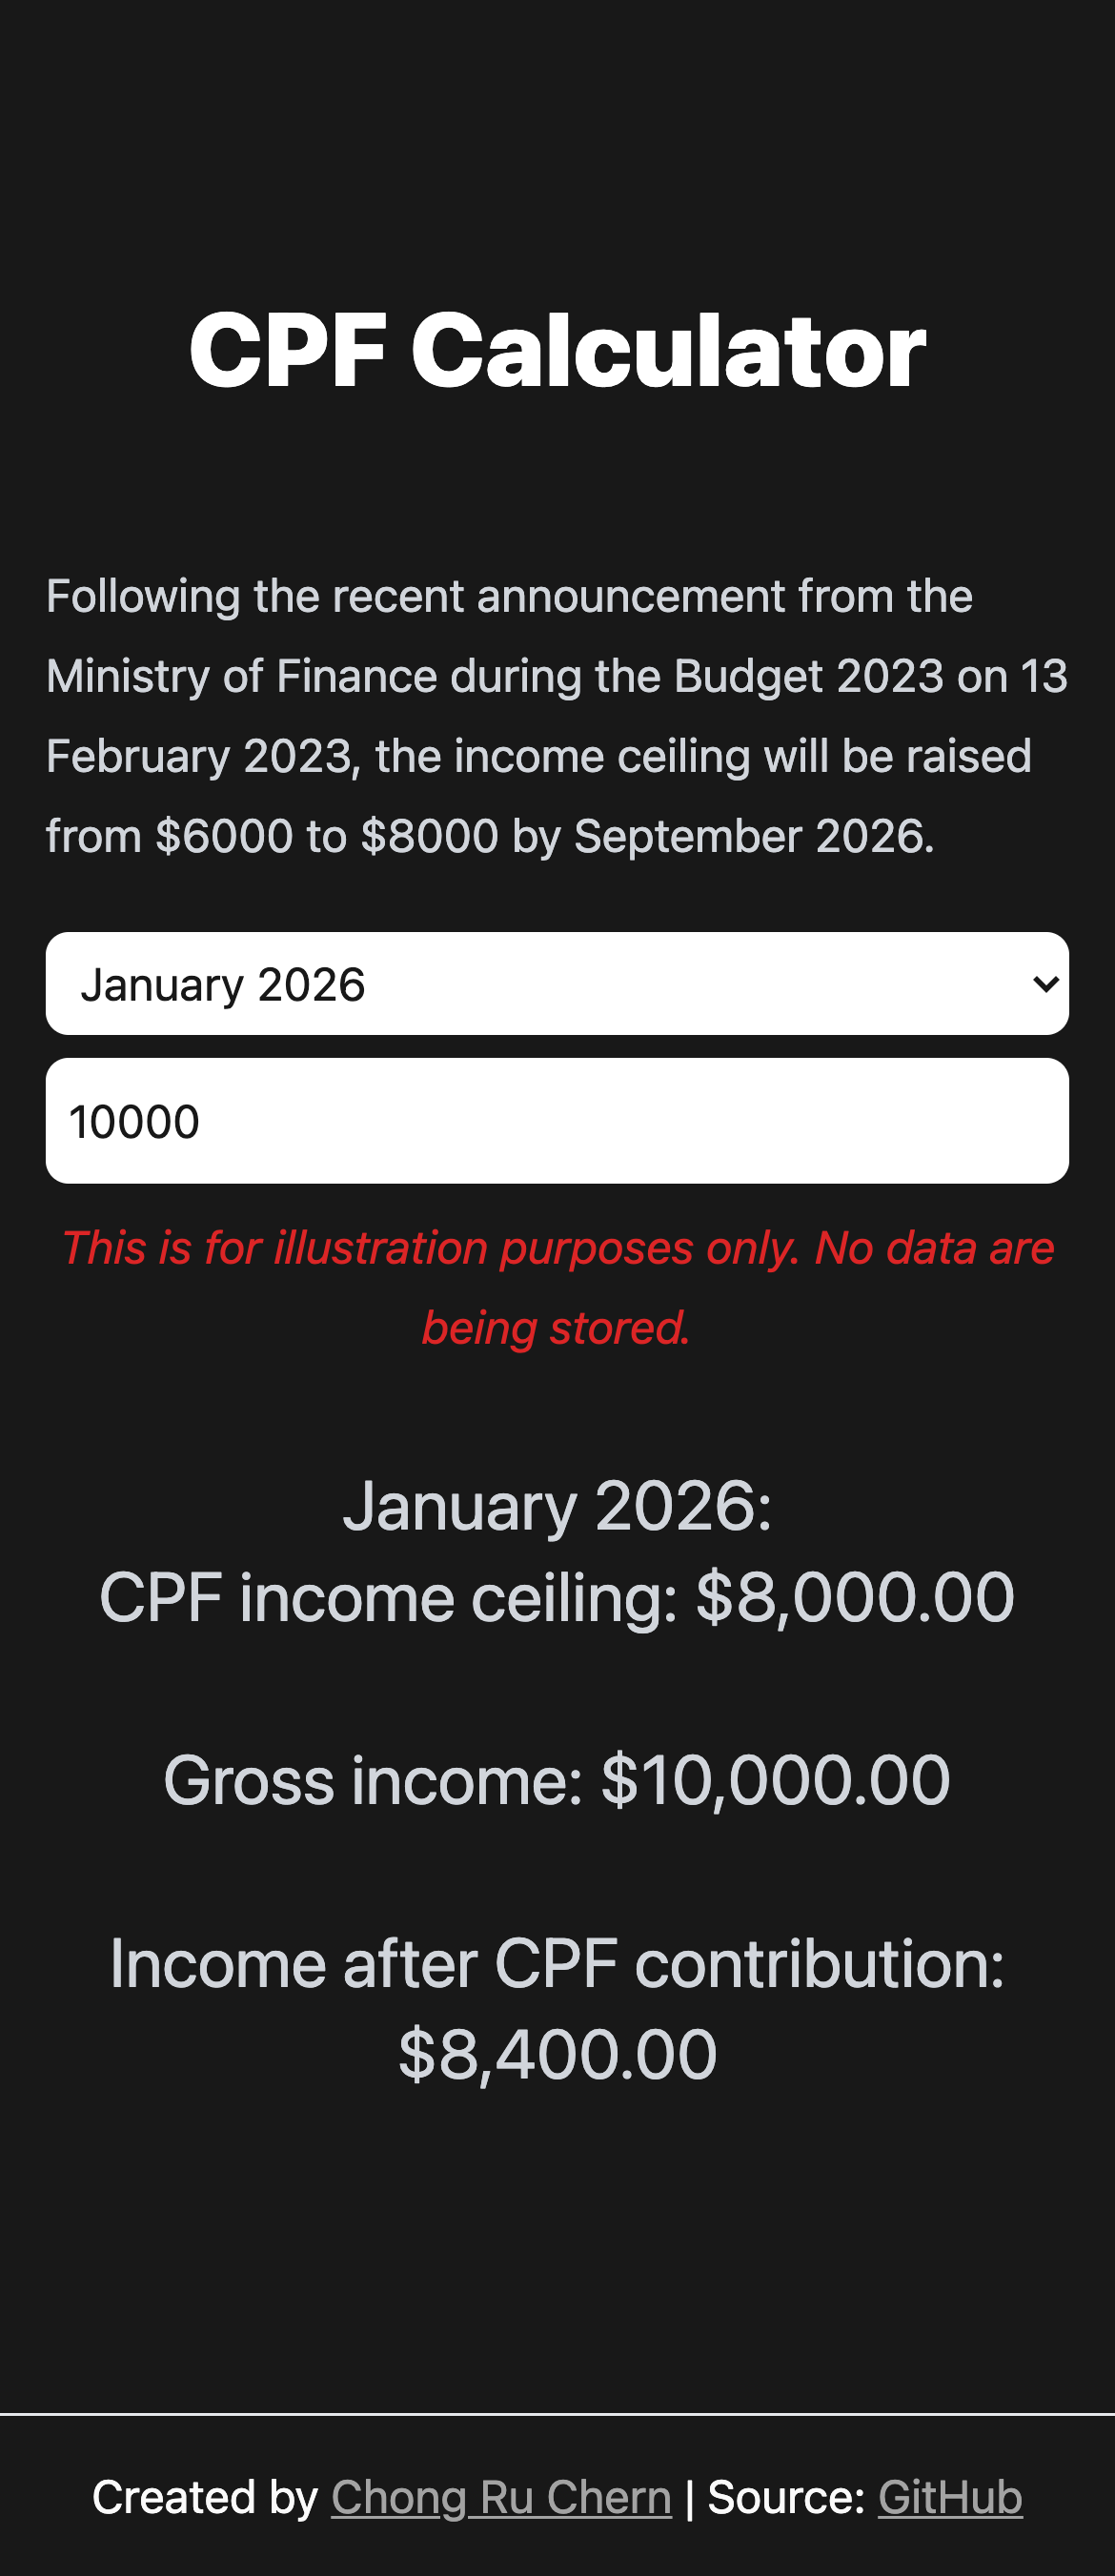 CPF Calculator
Following the recent announcement from the
Ministry of Finance during the Budget 2023 on 13
February 2023, the income ceiling will be raised
from $6000 to $8000 by September 2026.
January 2026
10000
This is for illustration purposes only. No data are
being stored.
January 2026:
CPF income ceiling: $8,000.00
Gross income: $10,000.00
Income after CPF contribution:
$8,400.00
Created by Chong Ru Chern | Source: GitHub